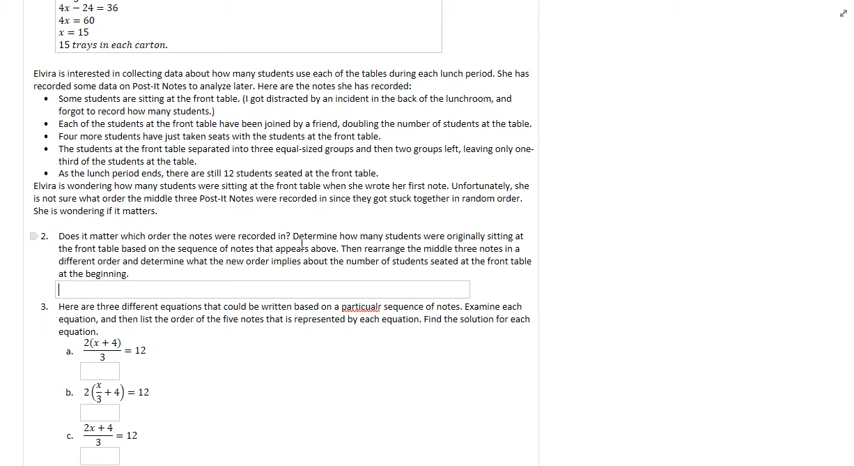 4x − 24 = 36
4x = 60
x = 15
15 trays in each carton.
Elvira is interested in collecting data about how many students use each of the tables during each lunch period. She has
recorded some data on Post-It Notes to analyze later. Here are the notes she has recorded:
• Some students are sitting at the front table. (I got distracted by an incident in the back of the lunchroom, and
forgot to record how many students.)
• Each of the students at the front table have been joined by a friend, doubling the number of students at the table.
• Four more students have just taken seats with the students at the front table.
• The students at the front table separated into three equal-sized groups and then two groups left, leaving only one-
third of the students at the table.
• As the lunch period ends, there are still 12 students seated at the front table.
Elvira is wondering how many students were sitting at the front table when she wrote her first note. Unfortunately, she
is not sure what order the middle three Post-It Notes were recorded in since they got stuck together in random order.
She is wondering if it matters.
2. Does it matter which order the notes were recorded in? Determine how many students were originally sitting at
the front table based on the sequence of notes that appears above. Then rearrange the middle three notes in a
different order and determine what the new order implies about the number of students seated at the front table
at the beginning.
3. Here are three different equations that could be written based on a particualr sequence of notes. Examine each
equation, and then list the order of the five notes that is represented by each equation. Find the solution for each
equation.
a. 2(x + 4)/3 = 12
b. 2(x/3 + 4) = 12
c. 2x + 4/3 = 12